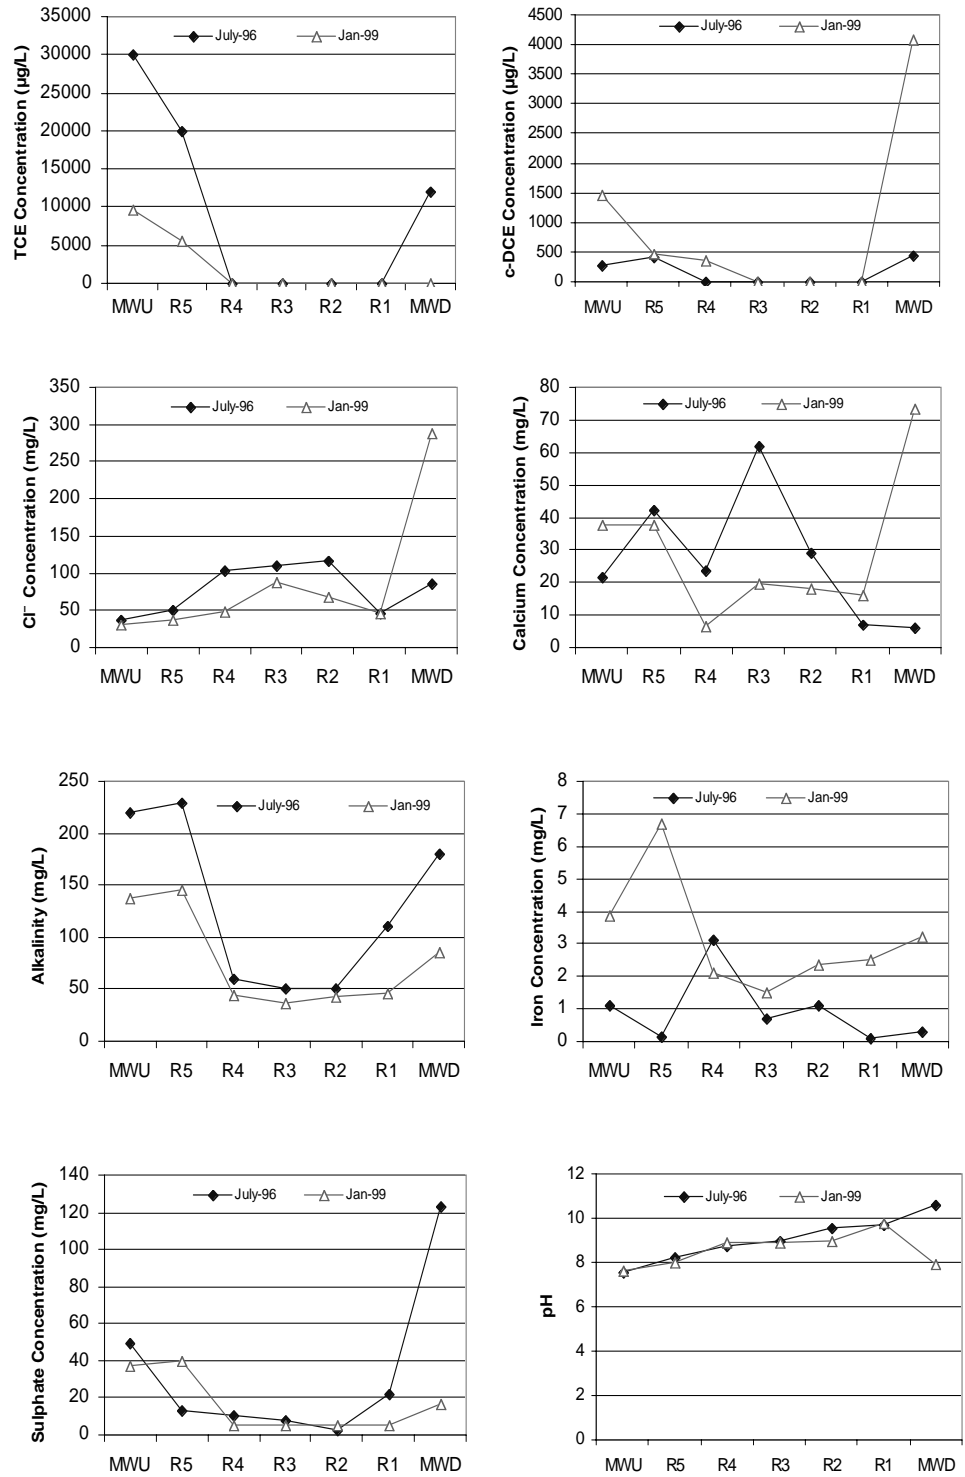 TCE Concentration (µg/L)
35000
30000
25000
20000
15000
10000
5000
0
July-96 Jan-99
MWU R5 R4 R3 R2 R1 MWD
c-DCE Concentration (µg/L)
4500
4000
3500
3000
2500
2000
1500
1000
500
0
July-96 Jan-99
MWU R5 R4 R3 R2 R1 MWD
Cl⁻ Concentration (mg/L)
350
300
250
200
150
100
50
0
July-96 Jan-99
MWU R5 R4 R3 R2 R1 MWD
Calcium Concentration (mg/L)
80
70
60
50
40
30
20
10
0
July-96 Jan-99
MWU R5 R4 R3 R2 R1 MWD
Alkalinity (mg/L)
250
200
150
100
50
0
July-96 Jan-99
MWU R5 R4 R3 R2 R1 MWD
Iron Concentration (mg/L)
8
7
6
5
4
3
2
1
0
July-96 Jan-99
MWU R5 R4 R3 R2 R1 MWD
Sulphate Concentration (mg/L)
140
120
100
80
60
40
20
0
July-96 Jan-99
MWU R5 R4 R3 R2 R1 MWD
pH
12
10
8
6
4
2
0
July-96 Jan-99
MWU R5 R4 R3 R2 R1 MWD